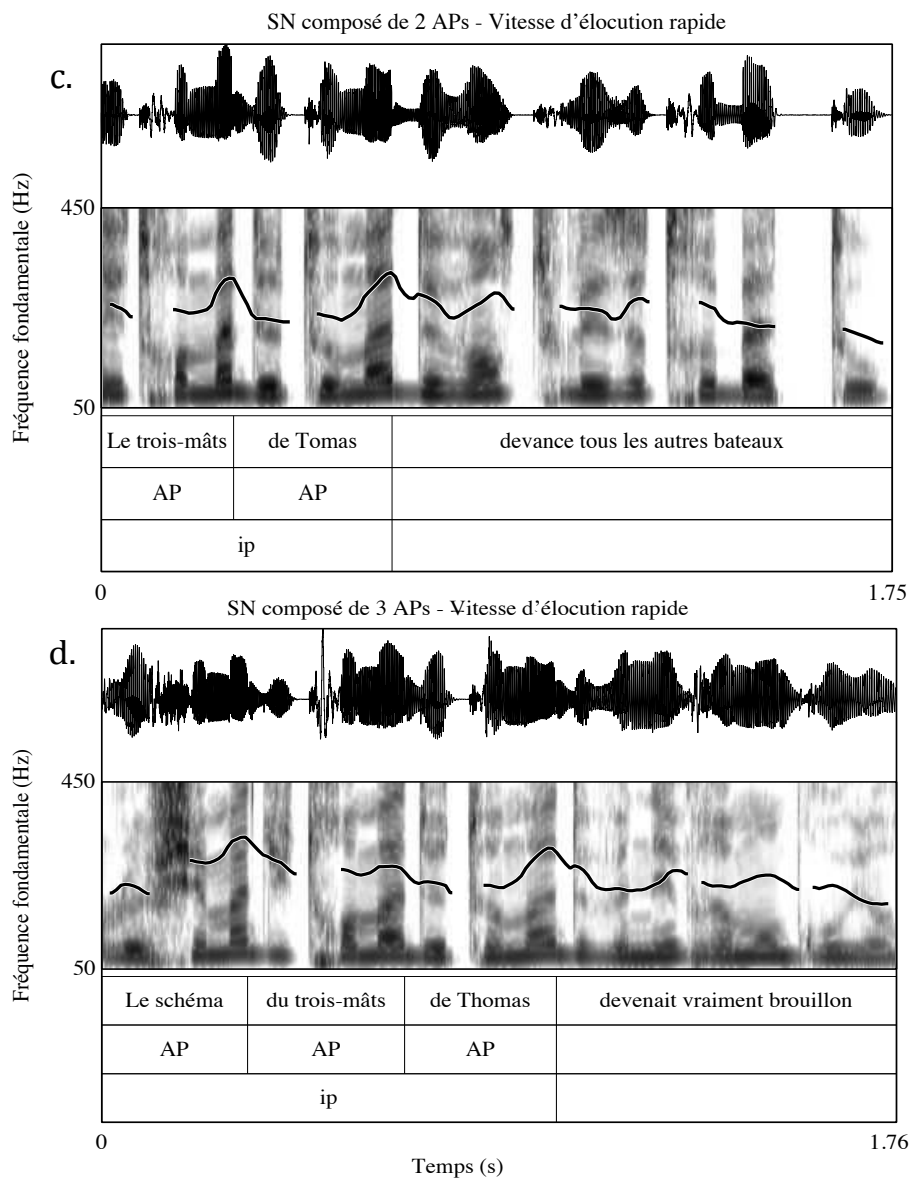 SN composé de 2 APs - Vitesse d'élocution rapide
c.
Fréquence fondamentale (Hz)
450
50
Le trois-mâts de Tomas devance tous les autres bateaux
AP AP
ip
0 1.75
SN composé de 3 APs - Vitesse d'élocution rapide
d.
Fréquence fondamentale (Hz)
450
50
Le schéma du trois-mâts de Thomas devenait vraiment brouillon
AP AP AP
ip
0 1.76
Temps (s)